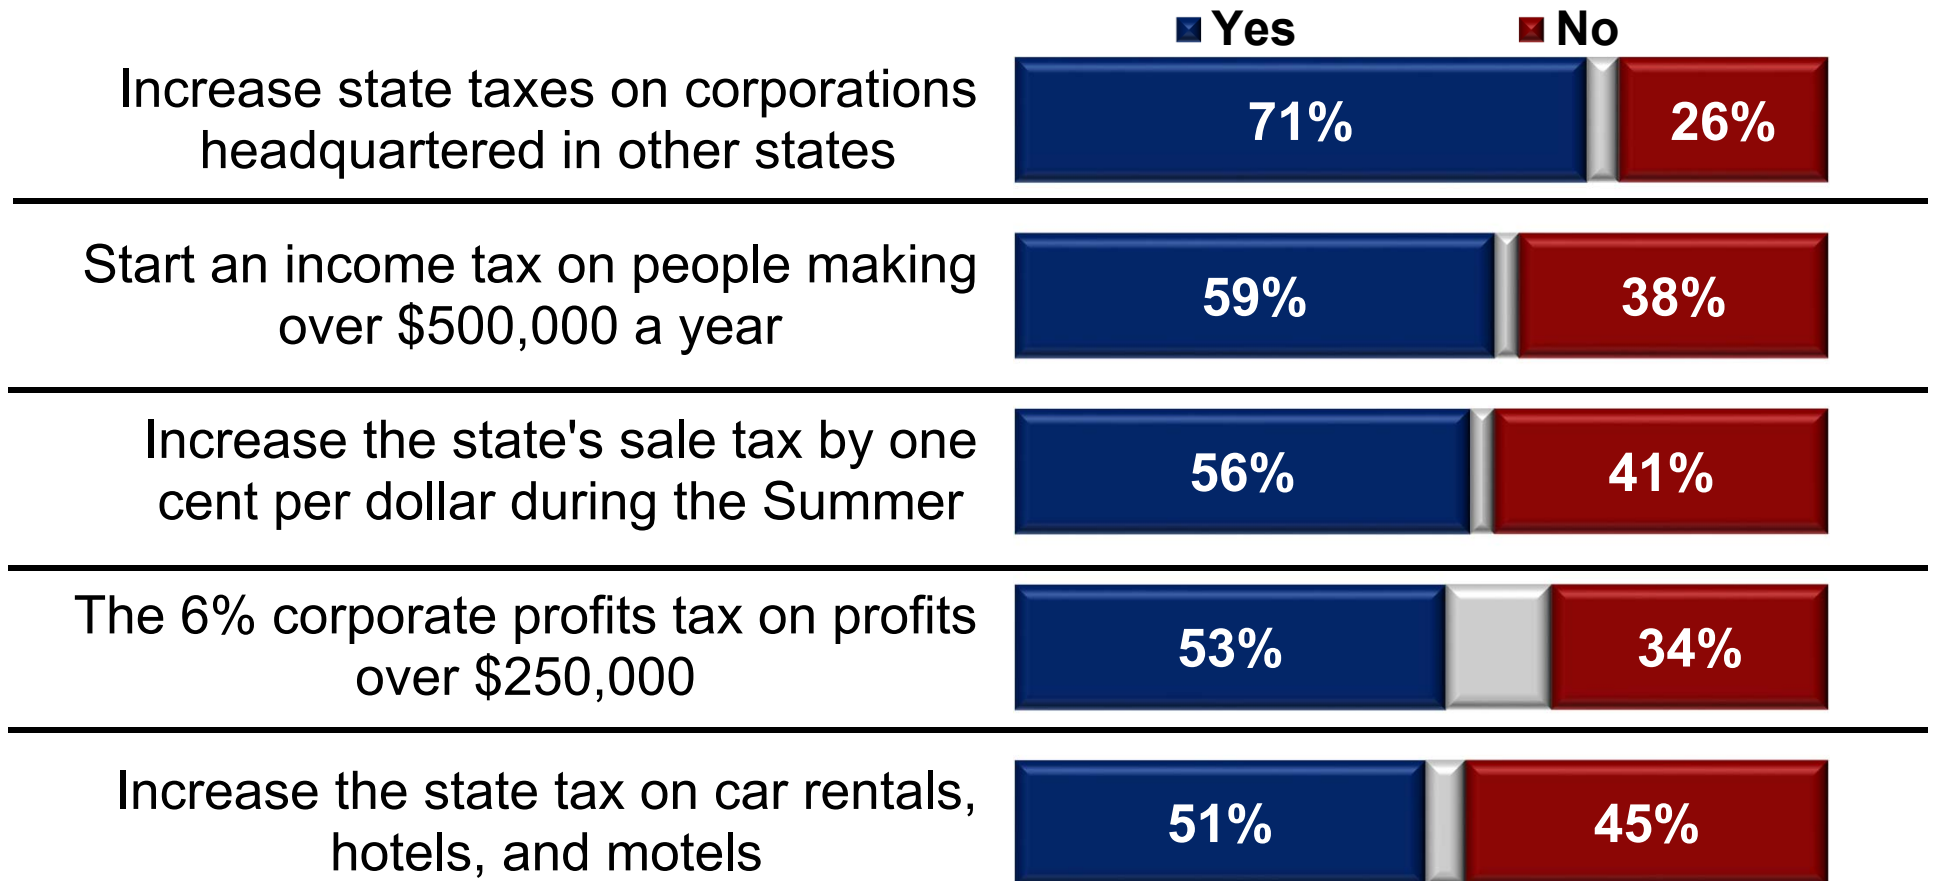 Yes No
Increase state taxes on corporations
headquartered in other states
71% 26%
Start an income tax on people making
over $500,000 a year
59% 38%
Increase the state's sale tax by one
cent per dollar during the Summer
56% 41%
The 6% corporate profits tax on profits
over $250,000
53% 34%
Increase the state tax on car rentals,
hotels, and motels
51% 45%